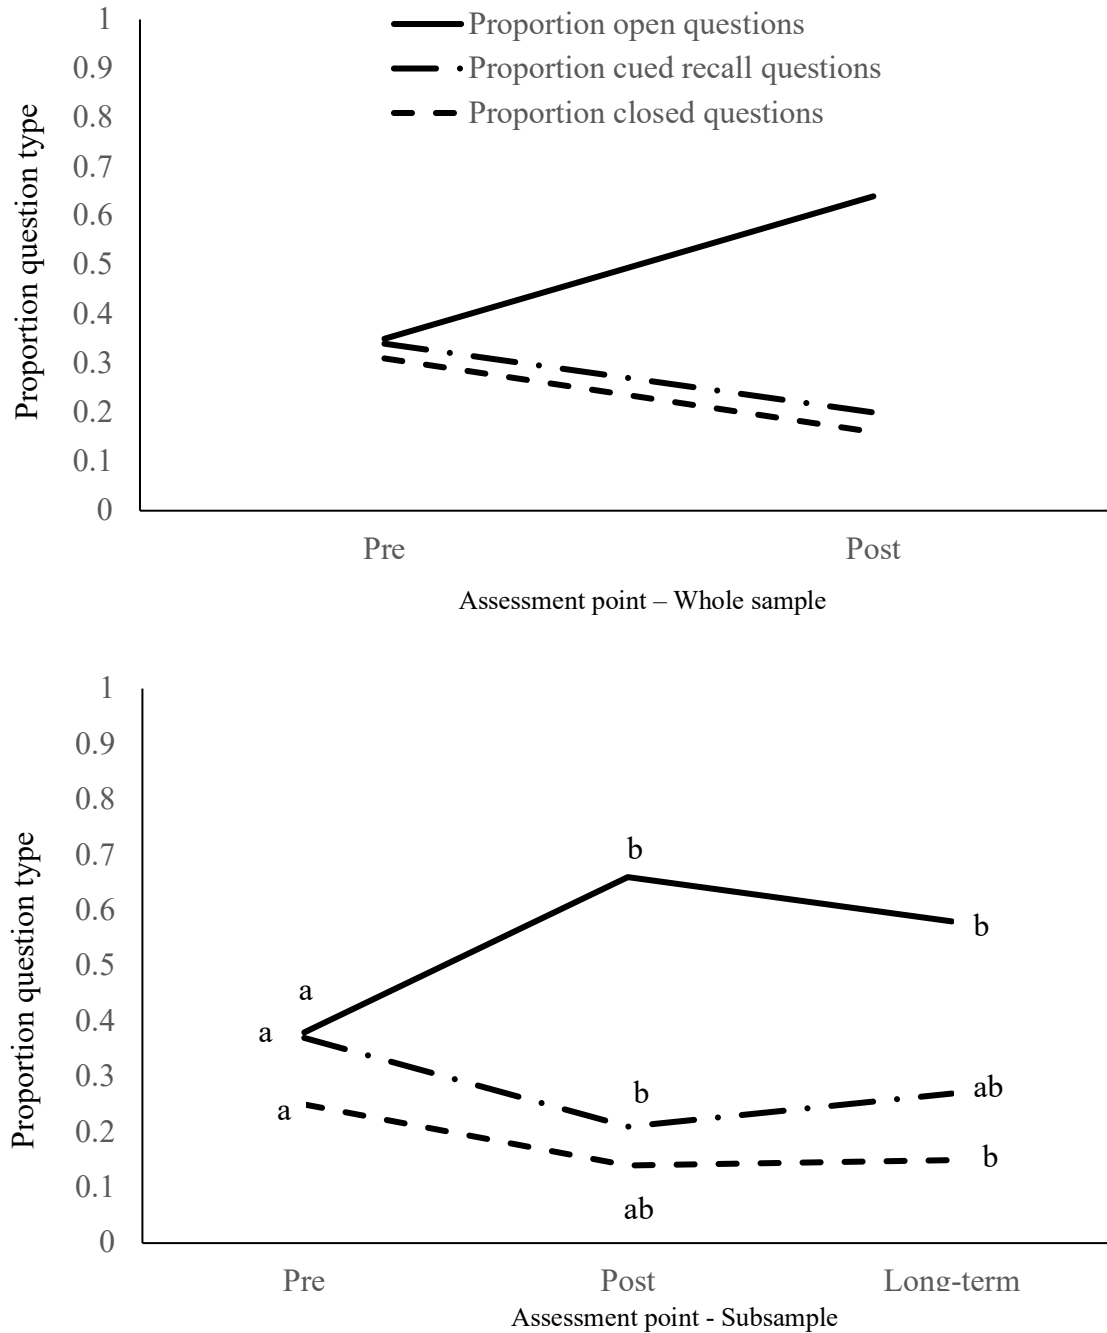 Proportion open questions
Proportion cued recall questions
Proportion closed questions
Proportion question type
1
0.9
0.8
0.7
0.6
0.5
0.4
0.3
0.2
0.1
0
Pre
Post
Assessment point – Whole sample
Proportion question type
1
0.9
0.8
0.7
0.6
0.5
0.4
0.3
0.2
0.1
0
b
b
a
a
b
ab
a
b
ab
Pre
Post
Long-term
Assessment point - Subsample